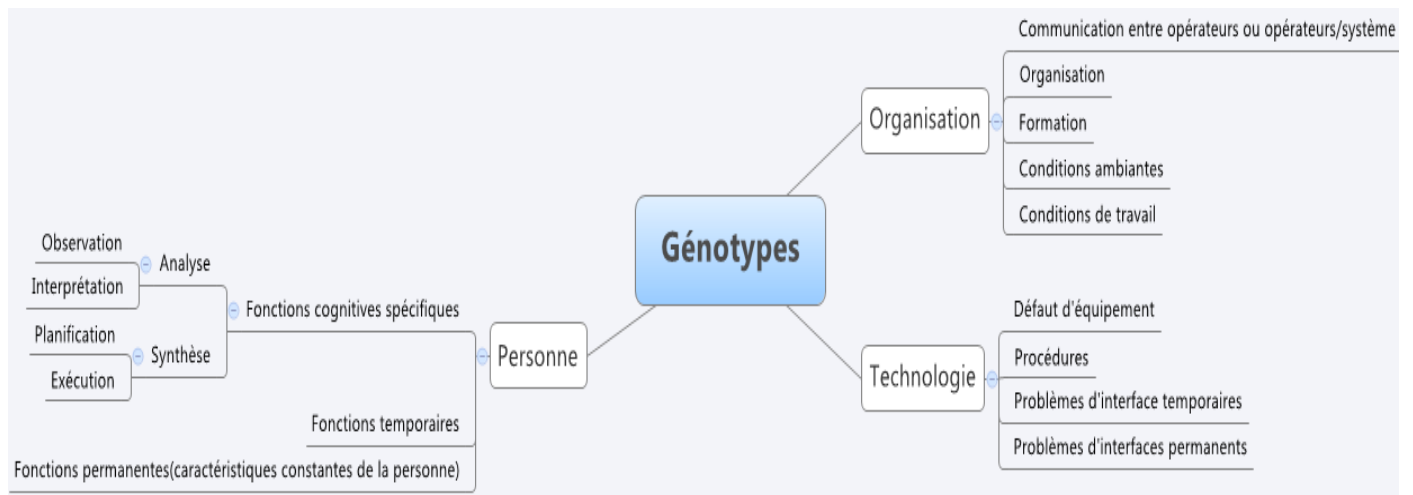 Communication entre opérateurs ou opérateurs/système
Organisation
Organisation
Formation
Conditions ambiantes
Conditions de travail
Génotypes
Observation
Analyse
Interprétation
Fonctions cognitives spécifiques
Planification
Synthèse
Exécution
Personne
Fonctions temporaires
Fonctions permanentes(caractéristiques constantes de la personne)
Défaut d'équipement
Procédures
Technologie
Problèmes d'interface temporaires
Problèmes d'interfaces permanents